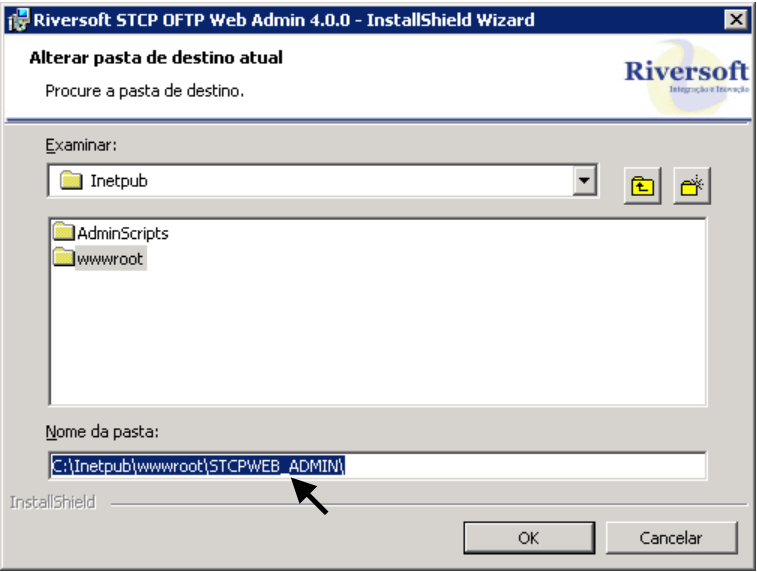 Riversoft STCP OFTP Web Admin 4.0.0 - InstallShield Wizard
Alterar pasta de destino atual
Procure a pasta de destino.
Riversoft
Integração e Inovação
Examinar:
Inetpub
AdminScripts
wwwroot
Nome da pasta:
C:\Inetpub\wwwroot\STCPWEB_ADMIN\
InstallShield
OK
Cancelar